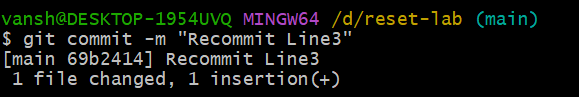 vansh@DESKTOP-1954UVQ MINGW64 /d/reset-lab (main)
$ git commit -m "Recommit Line3"
[main 69b2414] Recommit Line3
 1 file changed, 1 insertion(+)